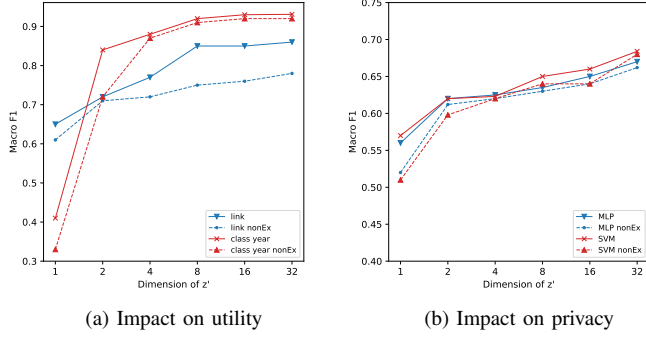 0.9
0.8
0.7
0.6
0.5
0.4
0.3
Macro F1
1 2 4 8 16 32
Dimension of z'
link
link nonEx
class year
class year nonEx
(a) Impact on utility
0.75
0.70
0.65
0.60
0.55
0.50
0.45
0.40
Macro F1
1 2 4 8 16 32
Dimension of z'
MLP
MLP nonEx
SVM
SVM nonEx
(b) Impact on privacy